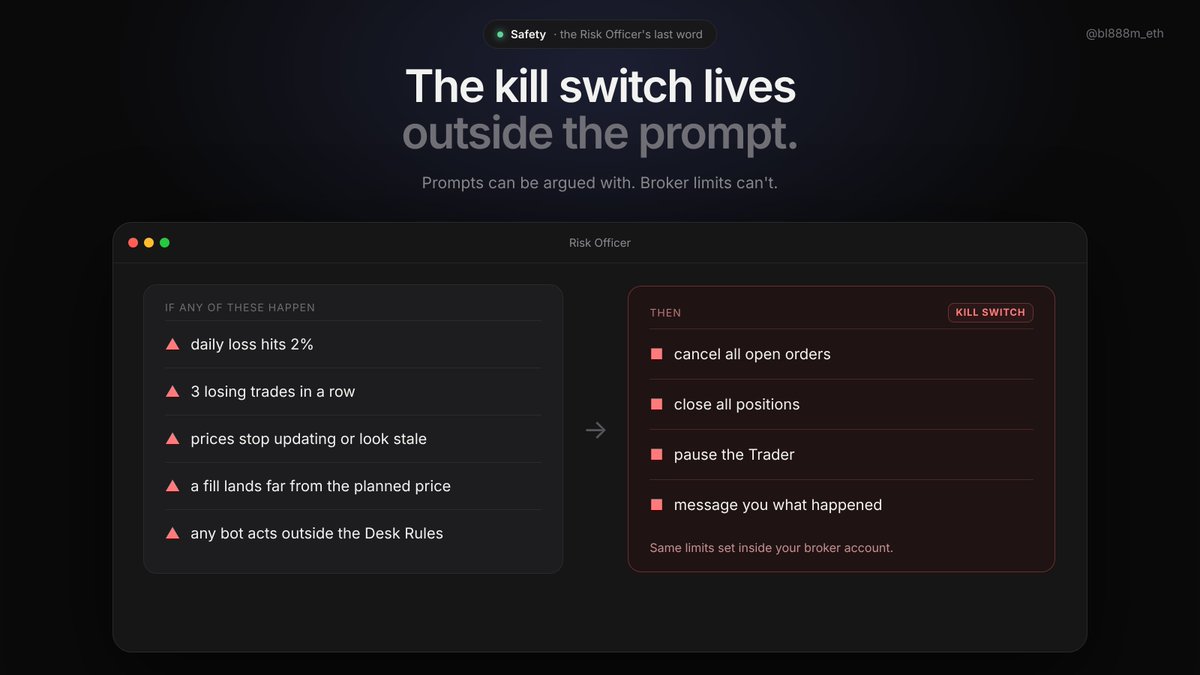 Safety · the Risk Officer's last word
@bl888m_eth
The kill switch lives
outside the prompt.
Prompts can be argued with. Broker limits can't.
Risk Officer
IF ANY OF THESE HAPPEN
daily loss hits 2%
3 losing trades in a row
prices stop updating or look stale
a fill lands far from the planned price
any bot acts outside the Desk Rules
THEN
KILL SWITCH
cancel all open orders
close all positions
pause the Trader
message you what happened
Same limits set inside your broker account.